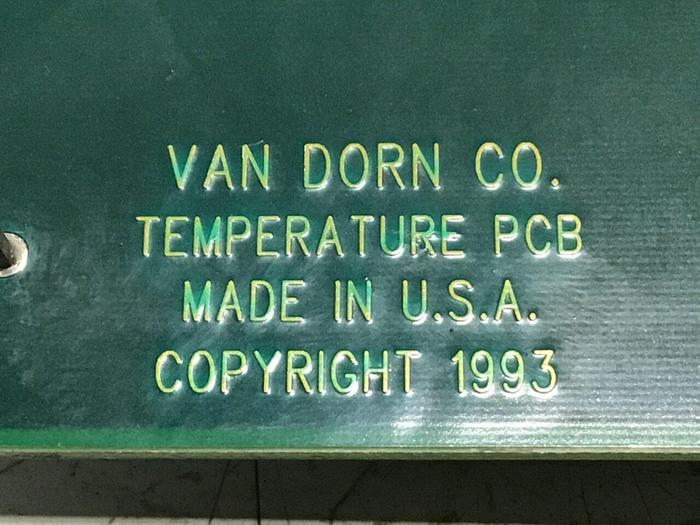 VAN DORN CO.
TEMPERATURE PCB
MADE IN U.S.A.
COPYRIGHT 1993